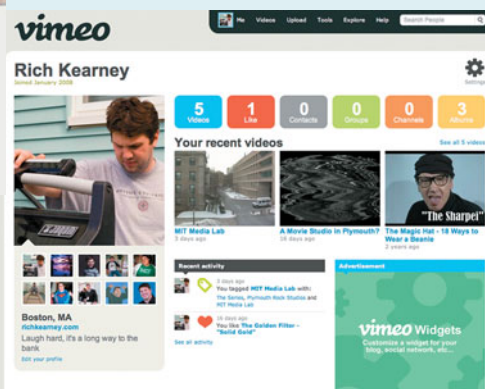 vimeo
Me Videos Upload Tools Explore Help Search People
Rich Kearney
Joined January 2008
Settings
5 Videos
1 Like
0 Contacts
0 Groups
0 Channels
3 Albums
Your recent videos
See all 5 videos
"The Sharpei"
MIT Media Lab
3 days ago
A Movie Studio in Plymouth?
16 days ago
The Magic Hat - 18 Ways to
Wear a Beanie
2 years ago
Recent activity
3 days ago
You tagged MIT Media Lab with:
The Series, Plymouth Rock Studios and
MIT Media Lab
16 days ago
You like The Golden Filter -
"Solid Gold"
See all activity
Advertisement
vimeo Widgets
Customize a widget for your
blog, social network, etc...
Boston, MA
richkearney.com
Laugh hard, it's a long way to the
bank
Edit your profile